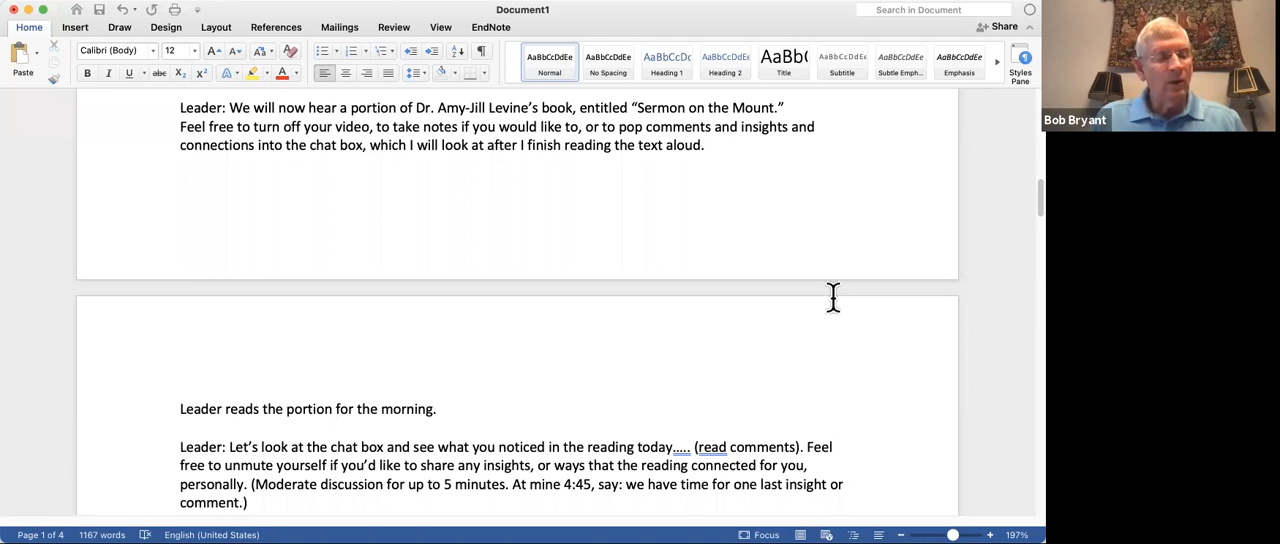 Document1
Search in Document
Home Insert Draw Design Layout References Mailings Review View EndNote
Share
Calibri (Body) 12
Paste
AaBbCcDdEe AaBbCcDdEe AaBbCcDc AaBbCcDdEe AaBb( AaBbCcDdEe AaBbCcDdEe AaBbCcDdEe
Normal No Spacing Heading 1 Heading 2 Title Subtitle Subtle Emph... Emphasis
Styles
Pane
Bob Bryant
Leader: We will now hear a portion of Dr. Amy-Jill Levine’s book, entitled “Sermon on the Mount.”
Feel free to turn off your video, to take notes if you would like to, or to pop comments and insights and
connections into the chat box, which I will look at after I finish reading the text aloud.
Leader reads the portion for the morning.
Leader: Let’s look at the chat box and see what you noticed in the reading today..... (read comments). Feel
free to unmute yourself if you’d like to share any insights, or ways that the reading connected for you,
personally. (Moderate discussion for up to 5 minutes. At mine 4:45, say: we have time for one last insight or
comment.)
Page 1 of 4 1167 words English (United States) Focus 197%